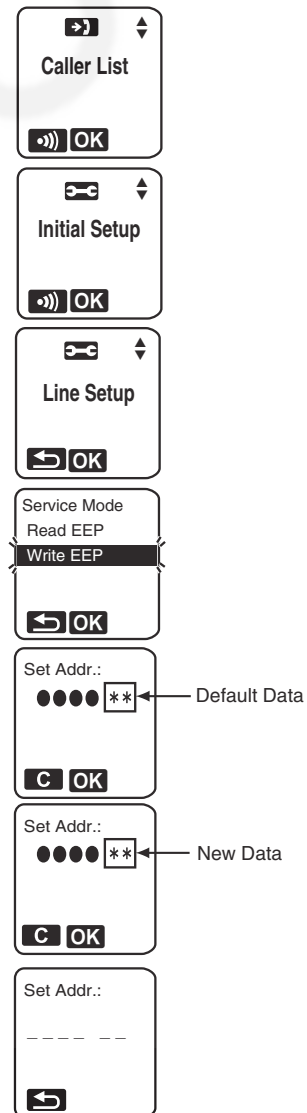 Caller List
OK
Initial Setup
OK
Line Setup
OK
Service Mode
Read EEP
Write EEP
OK
Set Addr.:
●●●● ** Default Data
C OK
Set Addr.:
●●●● ** New Data
C OK
Set Addr.:
_ _ _ _ _ _